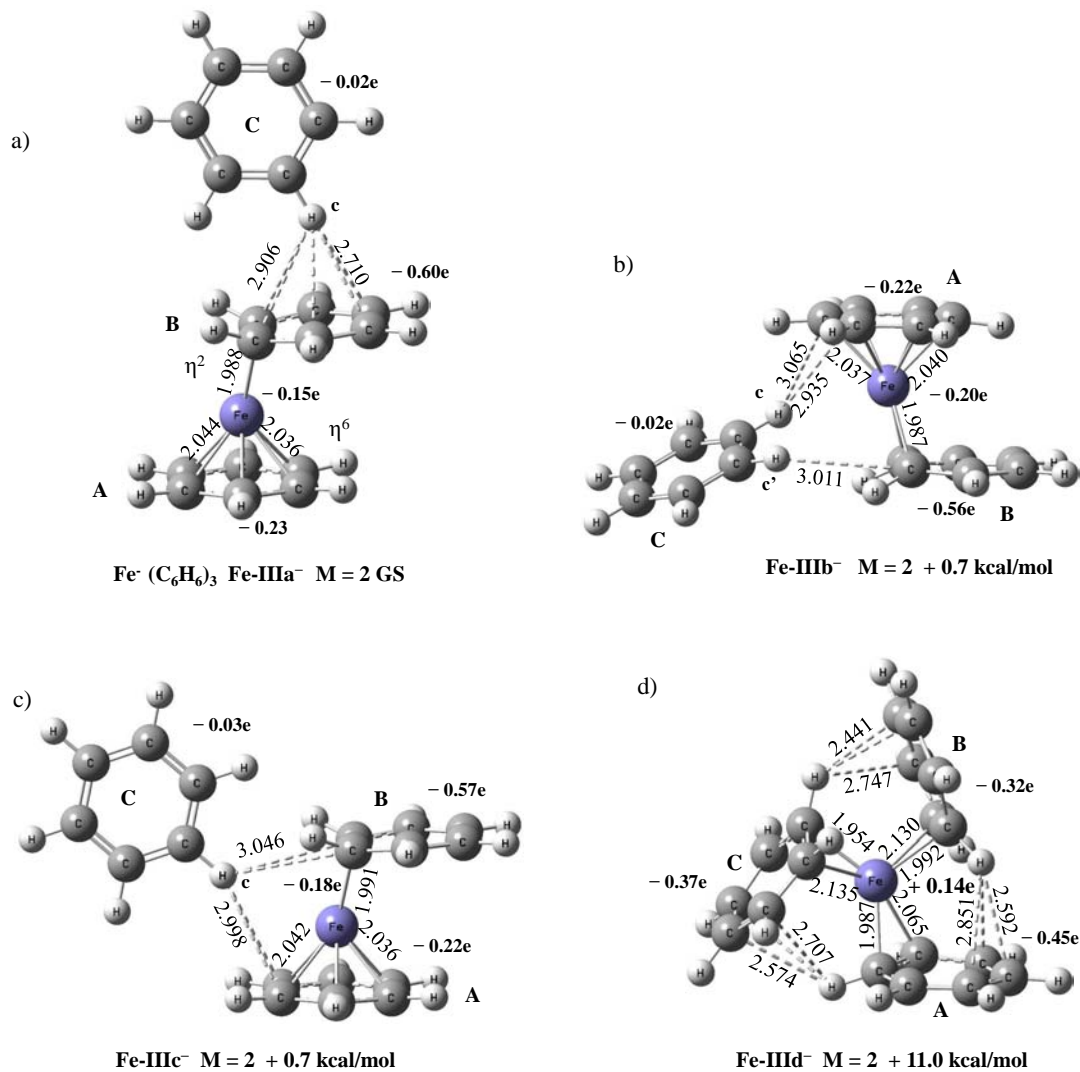 a)
− 0.02e
C
c
2.906
2.710
− 0.60e
B
η²
1.988
− 0.15e
Fe
2.044
2.036
η⁶
A
− 0.23
Fe⁻ (C₆H₆)₃ Fe-IIIa⁻ M = 2 GS
b)
− 0.22e
A
3.065
2.935
2.037
2.040
Fe
− 0.20e
c
− 0.02e
1.987
c’
3.011
− 0.56e
B
C
Fe-IIIb⁻ M = 2 + 0.7 kcal/mol
c)
− 0.03e
C
B
− 0.57e
3.046
c
− 0.18e
1.991
2.998
2.042
Fe
2.036
− 0.22e
A
Fe-IIIc⁻ M = 2 + 0.7 kcal/mol
d)
2.441
B
2.747
− 0.32e
1.954
2.130
C
1.992
− 0.37e
2.135
Fe
+ 0.14e
1.987
2.065
2.851
2.592
− 0.45e
2.707
2.574
A
Fe-IIId⁻ M = 2 + 11.0 kcal/mol